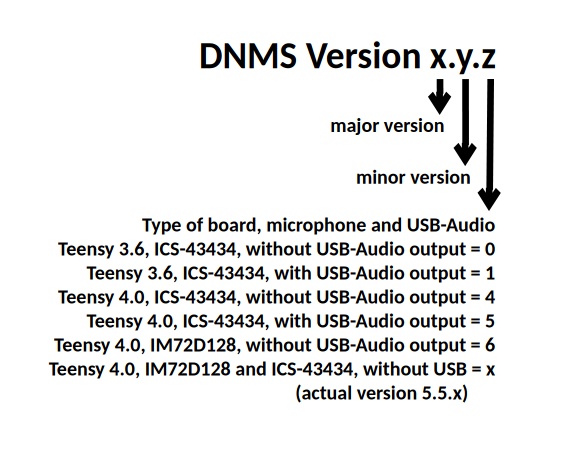 DNMS Version x.y.z
major version
minor version
Type of board, microphone and USB-Audio
Teensy 3.6, ICS-43434, without USB-Audio output = 0
Teensy 3.6, ICS-43434, with USB-Audio output = 1
Teensy 4.0, ICS-43434, without USB-Audio output = 4
Teensy 4.0, ICS-43434, with USB-Audio output = 5
Teensy 4.0, IM72D128, without USB-Audio output = 6
Teensy 4.0, IM72D128 and ICS-43434, without USB = x
(actual version 5.5.x)